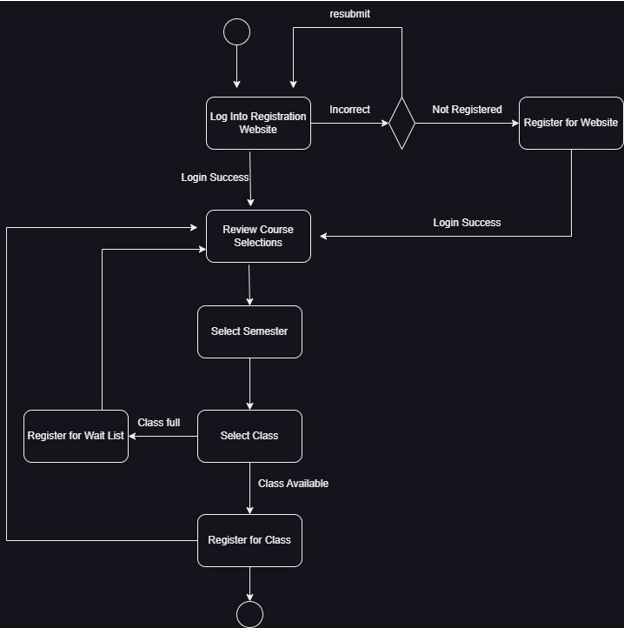 resubmit
Log Into Registration
Website
Incorrect
Not Registered
Register for Website
Login Success
Login Success
Review Course
Selections
Select Semester
Register for Wait List
Class full
Select Class
Class Available
Register for Class